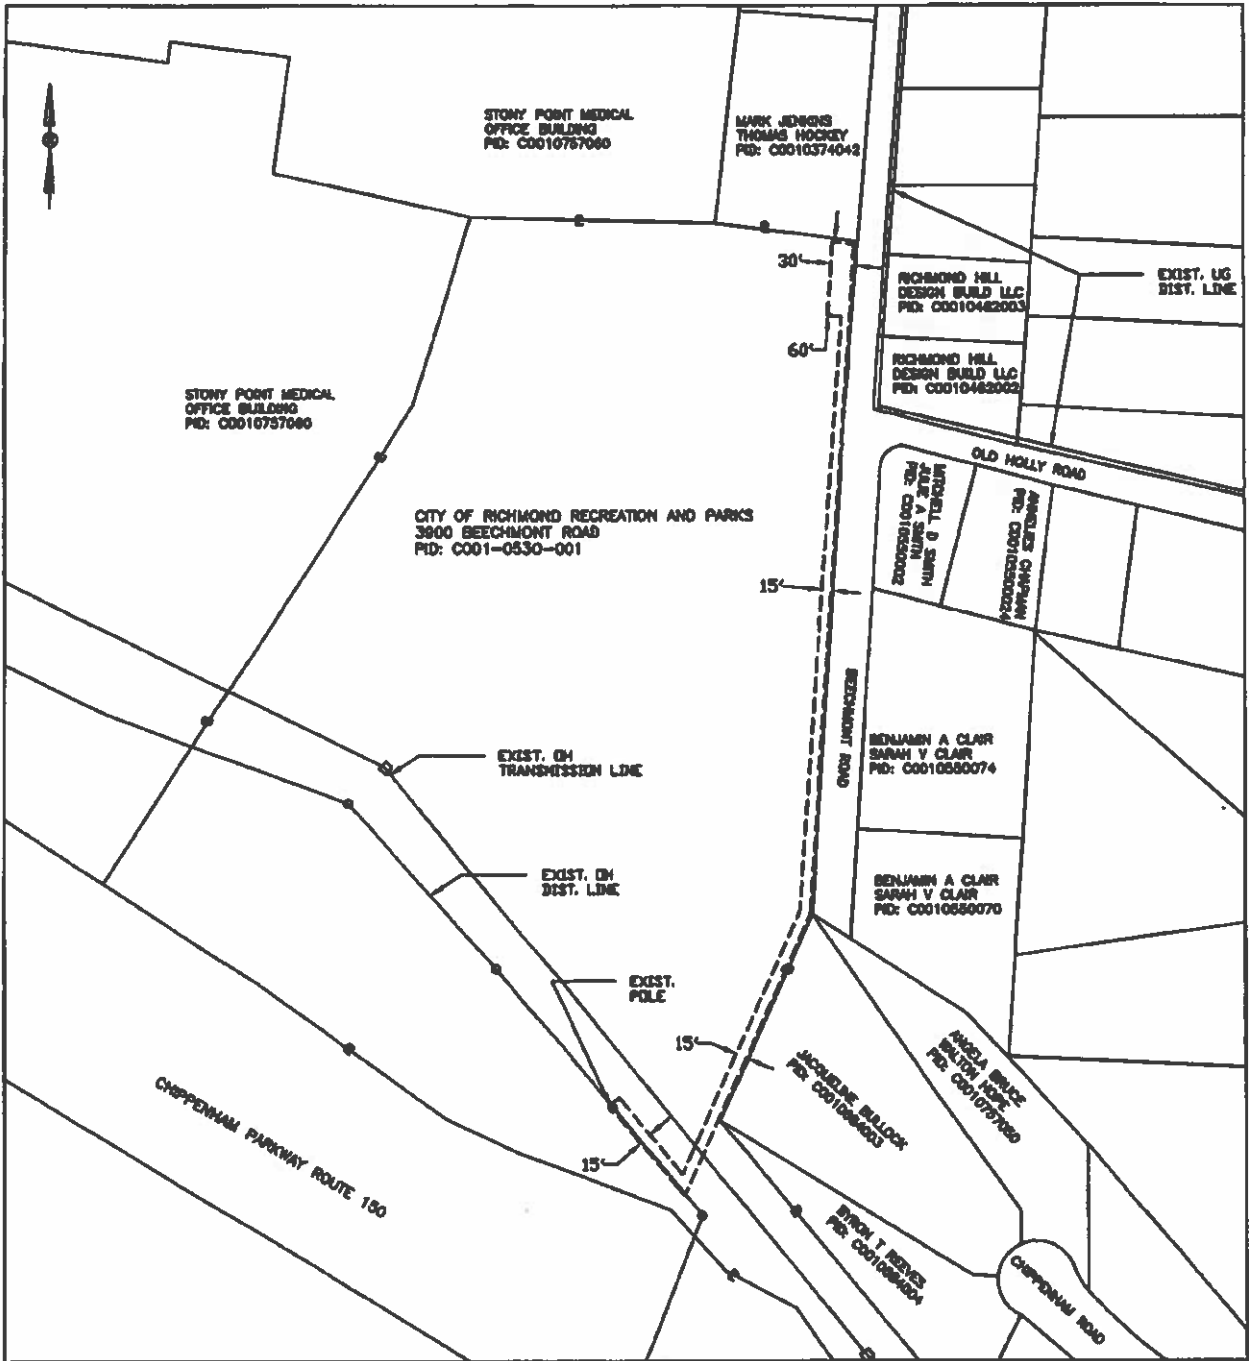 STONY POINT MEDICAL
OFFICE BUILDING
PID: C0010757060
MARK JENKINS
THOMAS HOCKEY
PID: C0010374042
30'
RICHMOND HILL
DESIGN BUILD LLC
PID: C0010462003
EXIST. UG
DIST. LINE
60'
RICHMOND HILL
DESIGN BUILD LLC
PID: C0010462002
STONY POINT MEDICAL
OFFICE BUILDING
PID: C0010757060
OLD HOLLY ROAD
MITCHELL D SMITH
JULIE A SMITH
PID: C0010550002
ANNELIES CHAPMAN
PID:
CITY OF RICHMOND RECREATION AND PARKS
3900 BEECHMONT ROAD
PID: C001-0530-001
15'
BEECHMONT ROAD
BENJAMIN A CLAIR
SARAH V CLAIR
PID: C0010550074
EXIST. OH
TRANSMISSION LINE
EXIST. OH
DIST. LINE
BENJAMIN A CLAIR
SARAH V CLAIR
PID: C0010550070
EXIST.
POLE
15'
JACQUELINE BULLOCK
PID:
ANGELA BRUCE
WALTON HOPE
PID: C0010757050
CHIPPENHAM PARKWAY ROUTE 150
15'
BYRON T REEVES
PID:
CHIPPENHAM ROAD